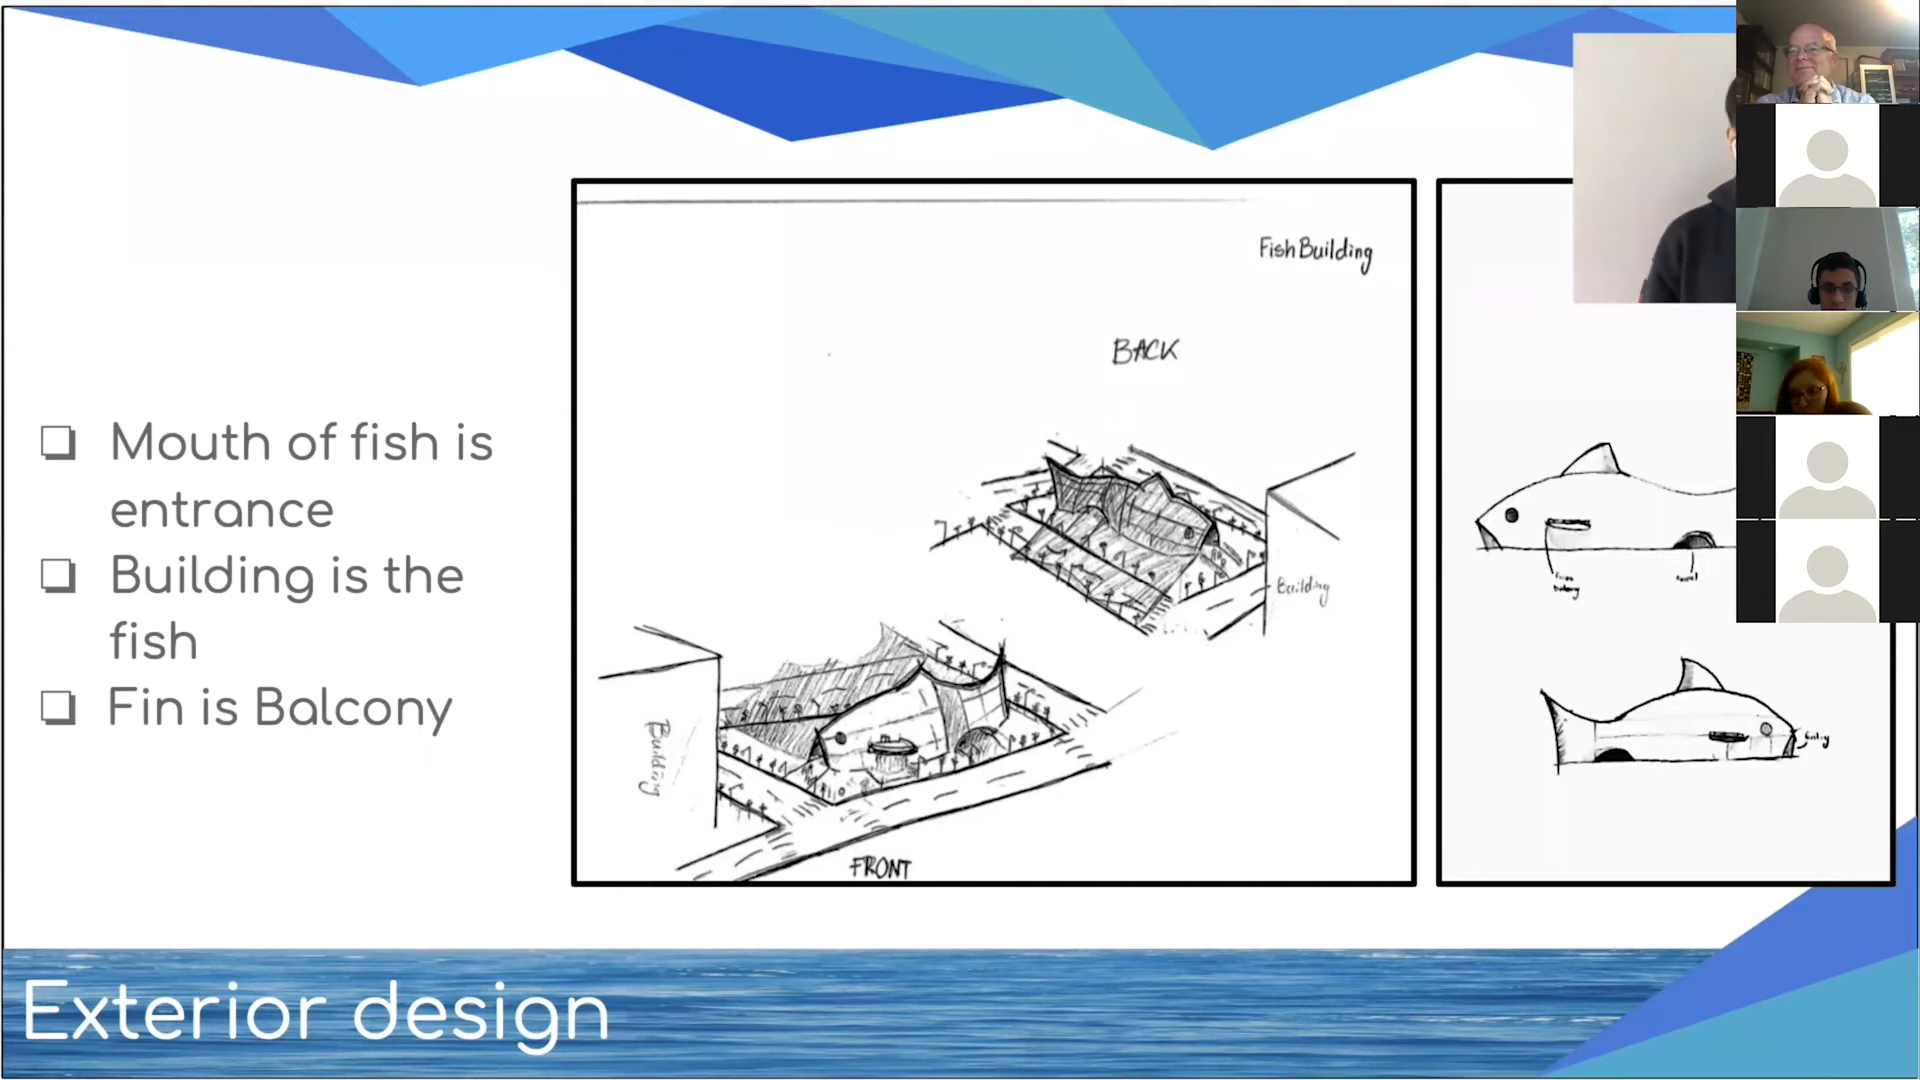 Mouth of fish is
entrance
Building is the
fish
Fin is Balcony
Fish Building
BACK
Building
Building
FRONT
Entry
Exterior design